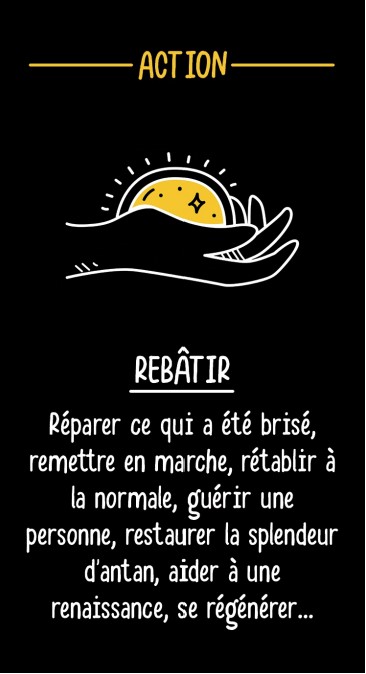 ACTION
REBÂTIR
Réparer ce qui a été brisé,
remettre en marche, rétablir à
la normale, guérir une
personne, restaurer la splendeur
d'antan, aider à une
renaissance, se régénérer...